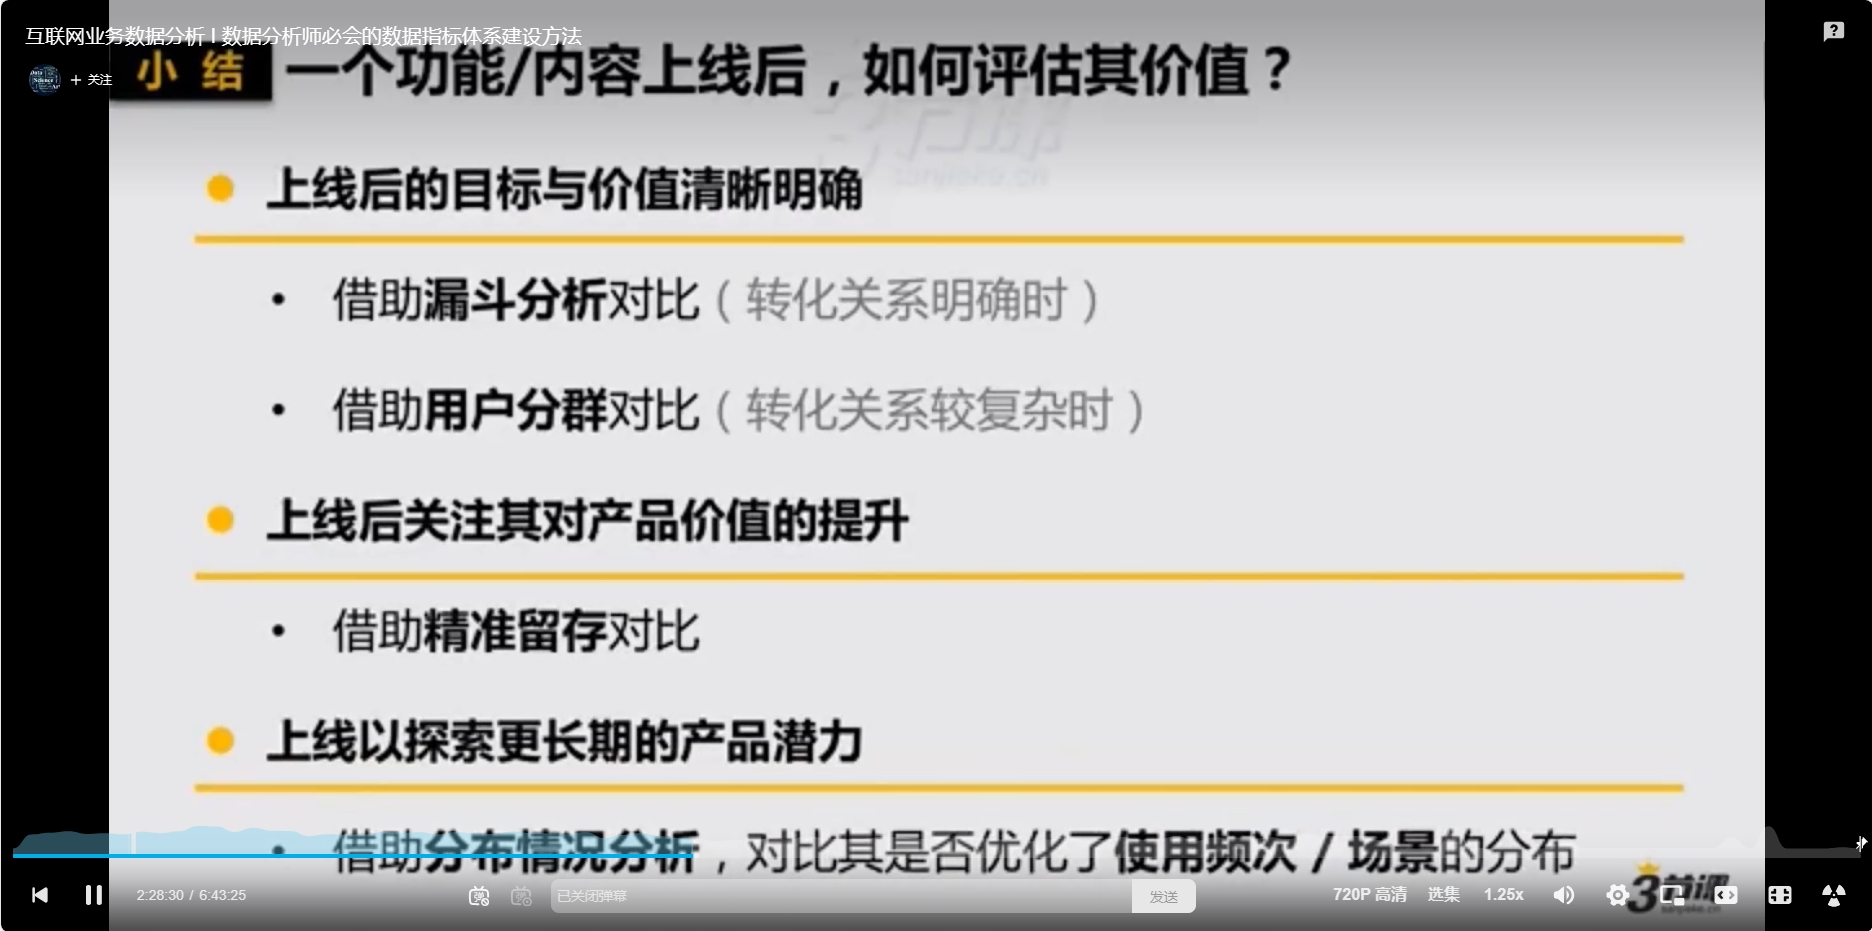 互联网业务数据分析 | 数据分析师必会的数据指标体系建设方法
+ 关注
小结 一个功能/内容上线后，如何评估其价值？
三节课
sanjieke.cn
上线后的目标与价值清晰明确
• 借助漏斗分析对比（转化关系明确时）
• 借助用户分群对比（转化关系较复杂时）
上线后关注其对产品价值的提升
• 借助精准留存对比
上线以探索更长期的产品潜力
• 借助分布情况分析，对比其是否优化了使用频次 / 场景的分布
2:28:30 / 6:43:25
已关闭弹幕
发送
720P 高清
选集
1.25x